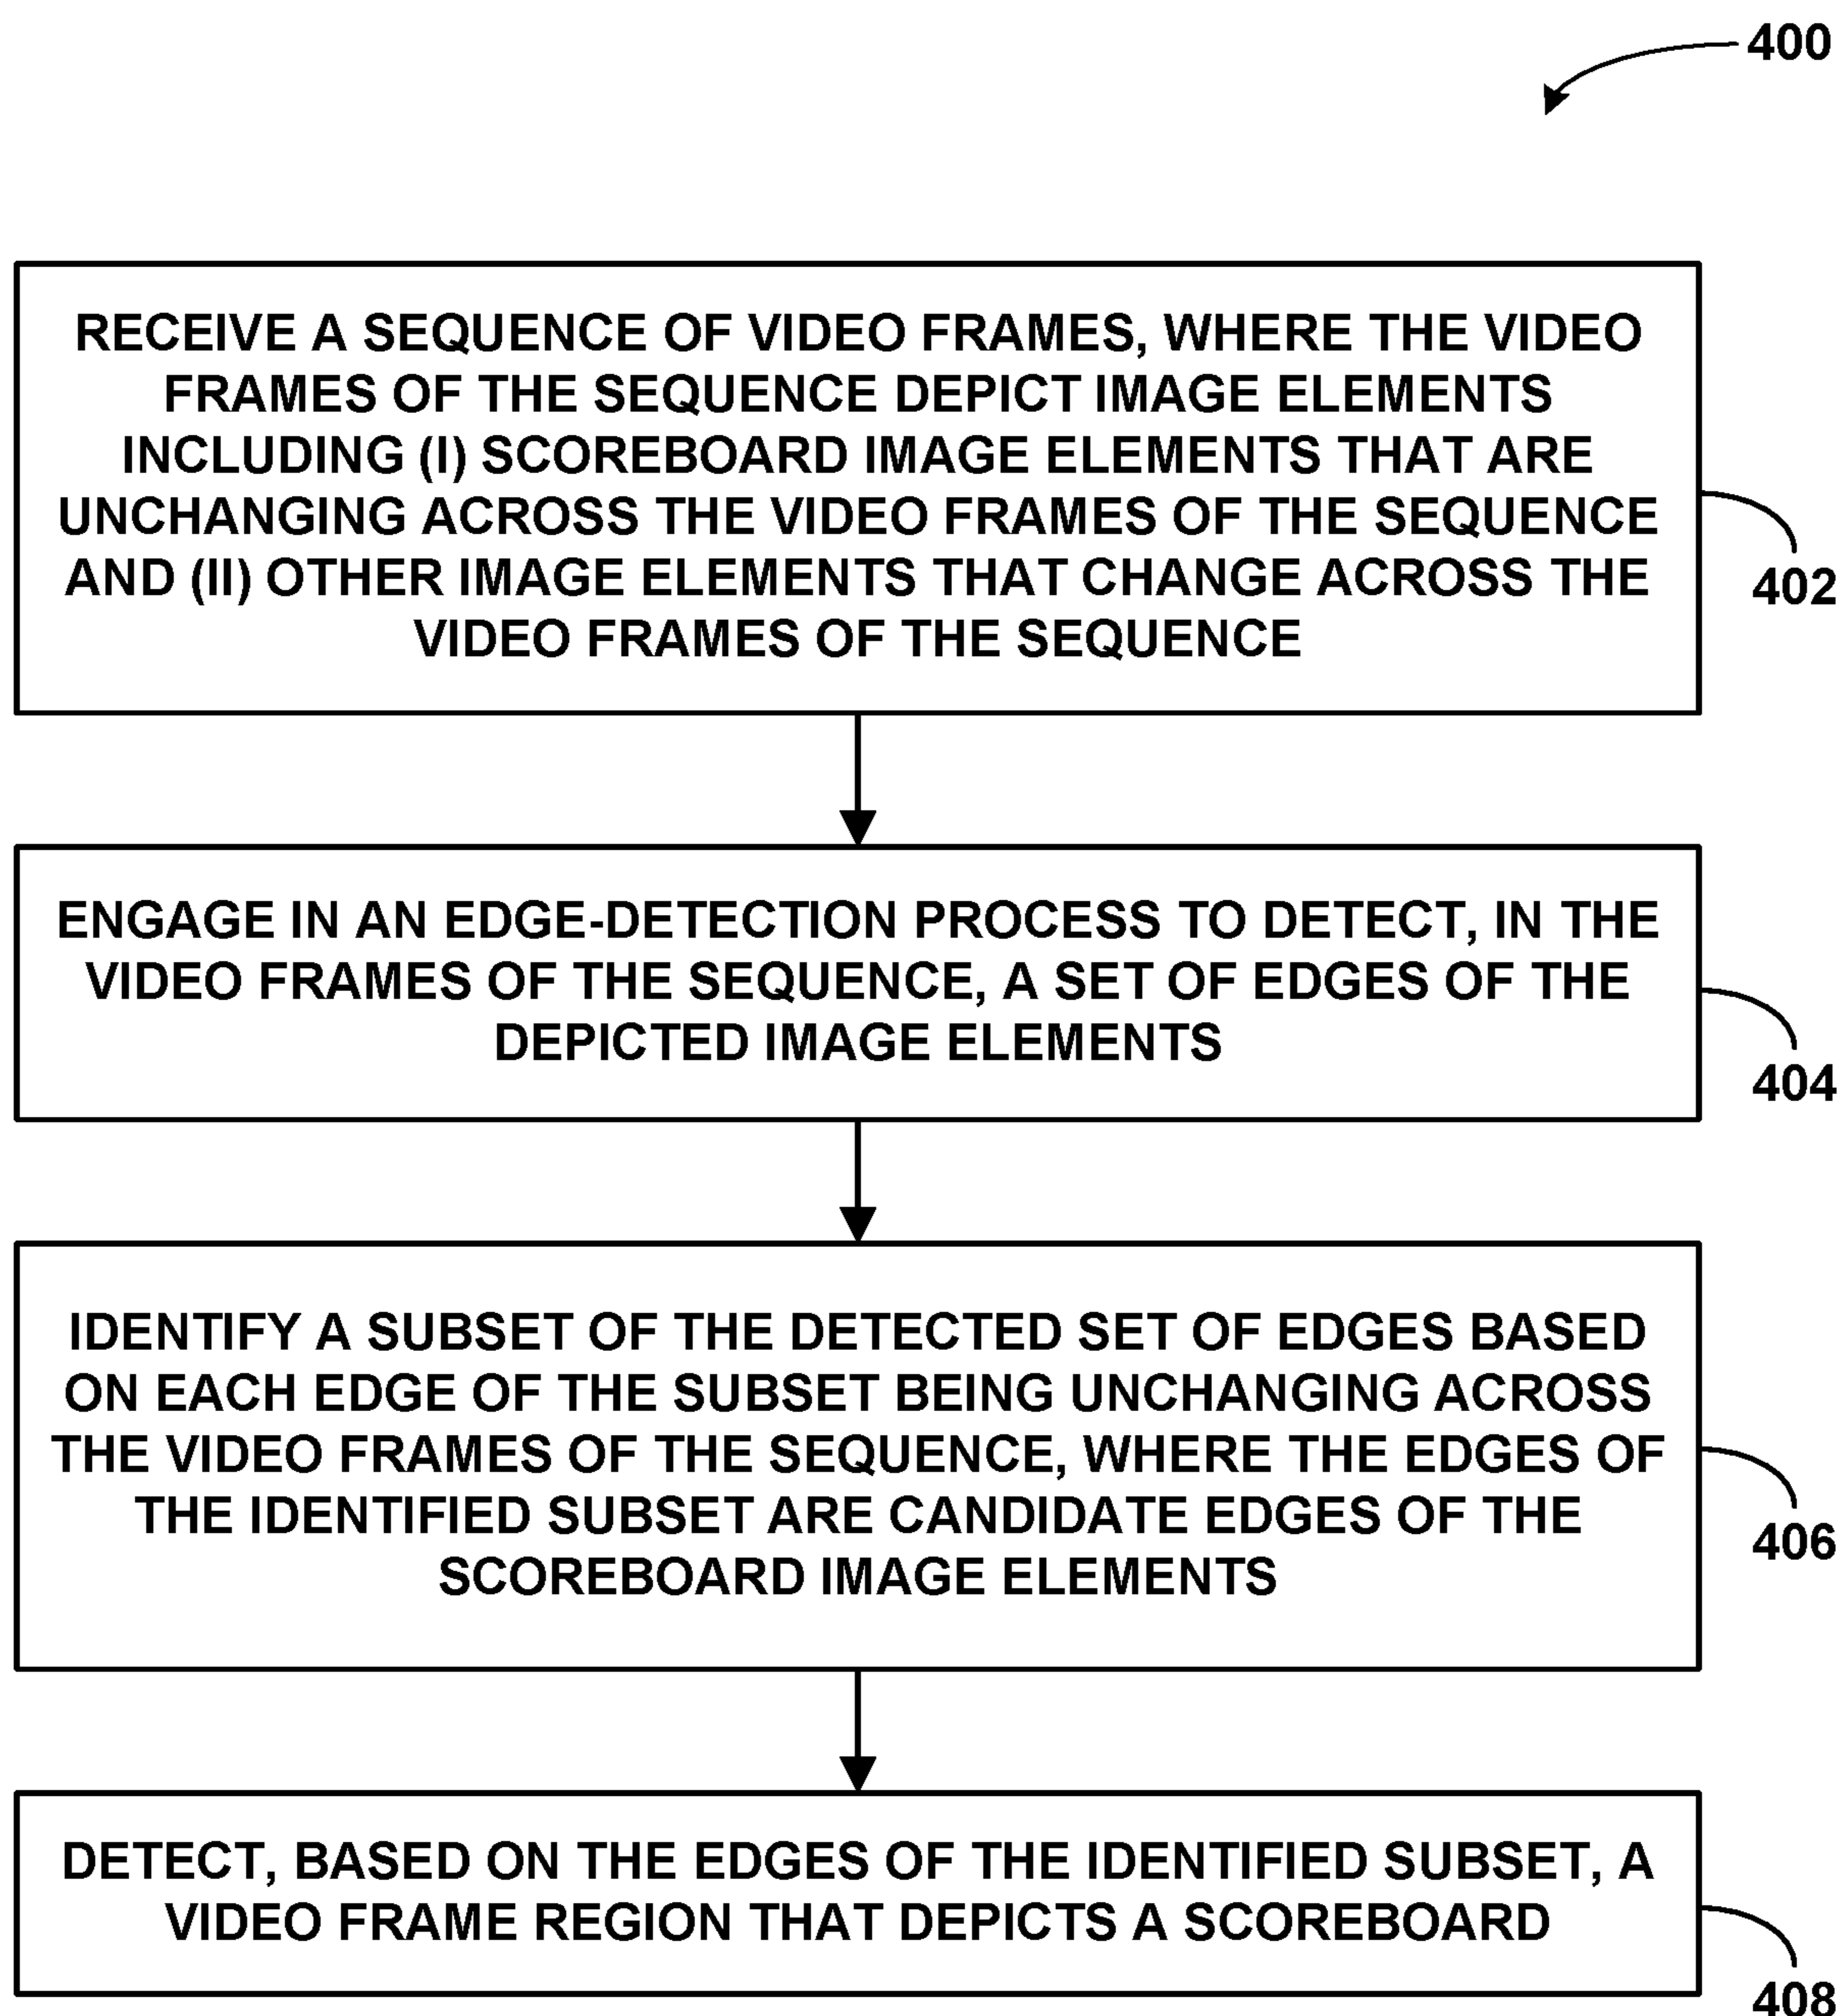 400
RECEIVE A SEQUENCE OF VIDEO FRAMES, WHERE THE VIDEO
FRAMES OF THE SEQUENCE DEPICT IMAGE ELEMENTS
INCLUDING (I) SCOREBOARD IMAGE ELEMENTS THAT ARE
UNCHANGING ACROSS THE VIDEO FRAMES OF THE SEQUENCE
AND (II) OTHER IMAGE ELEMENTS THAT CHANGE ACROSS THE
VIDEO FRAMES OF THE SEQUENCE
402
ENGAGE IN AN EDGE-DETECTION PROCESS TO DETECT, IN THE
VIDEO FRAMES OF THE SEQUENCE, A SET OF EDGES OF THE
DEPICTED IMAGE ELEMENTS
404
IDENTIFY A SUBSET OF THE DETECTED SET OF EDGES BASED
ON EACH EDGE OF THE SUBSET BEING UNCHANGING ACROSS
THE VIDEO FRAMES OF THE SEQUENCE, WHERE THE EDGES OF
THE IDENTIFIED SUBSET ARE CANDIDATE EDGES OF THE
SCOREBOARD IMAGE ELEMENTS
406
DETECT, BASED ON THE EDGES OF THE IDENTIFIED SUBSET, A
VIDEO FRAME REGION THAT DEPICTS A SCOREBOARD
408